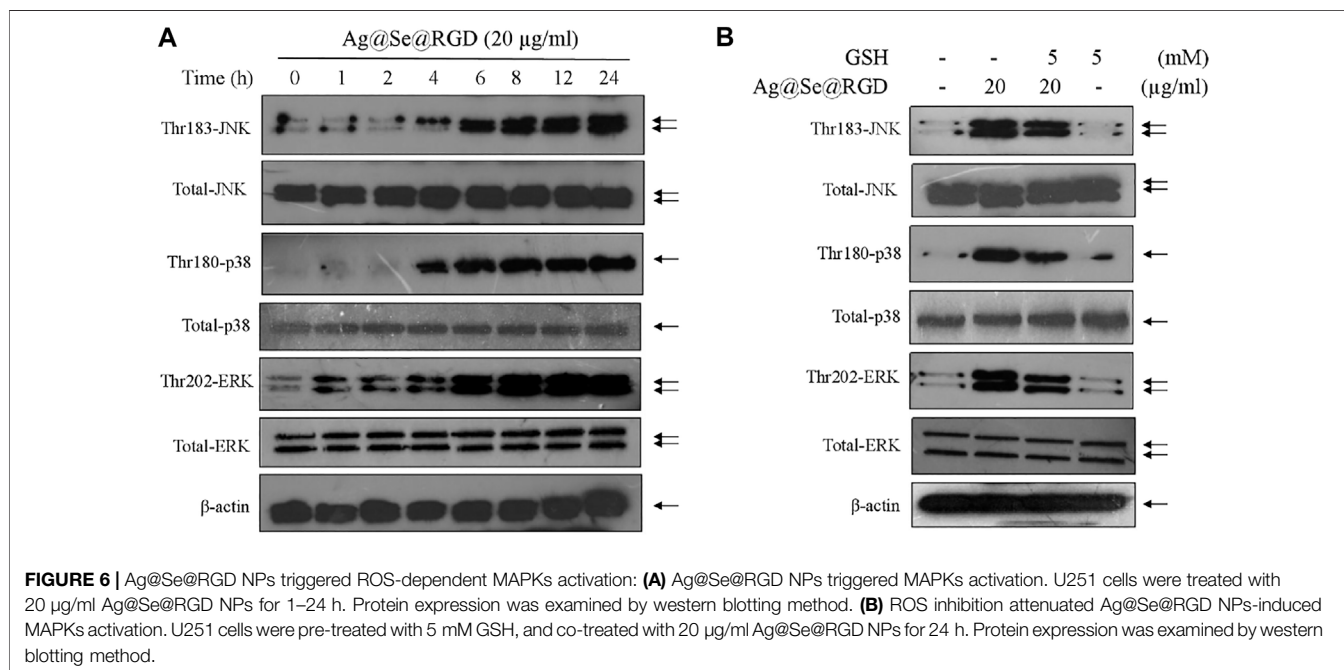 A
Ag@Se@RGD (20 µg/ml)
Time (h) 0 1 2 4 6 8 12 24
Thr183-JNK
Total-JNK
Thr180-p38
Total-p38
Thr202-ERK
Total-ERK
β-actin
B
GSH - - 5 5 (mM)
Ag@Se@RGD - 20 20 - (µg/ml)
Thr183-JNK
Total-JNK
Thr180-p38
Total-p38
Thr202-ERK
Total-ERK
β-actin
FIGURE 6 | Ag@Se@RGD NPs triggered ROS-dependent MAPKs activation: (A) Ag@Se@RGD NPs triggered MAPKs activation. U251 cells were treated with
20 µg/ml Ag@Se@RGD NPs for 1–24 h. Protein expression was examined by western blotting method. (B) ROS inhibition attenuated Ag@Se@RGD NPs-induced
MAPKs activation. U251 cells were pre-treated with 5 mM GSH, and co-treated with 20 µg/ml Ag@Se@RGD NPs for 24 h. Protein expression was examined by western
blotting method.